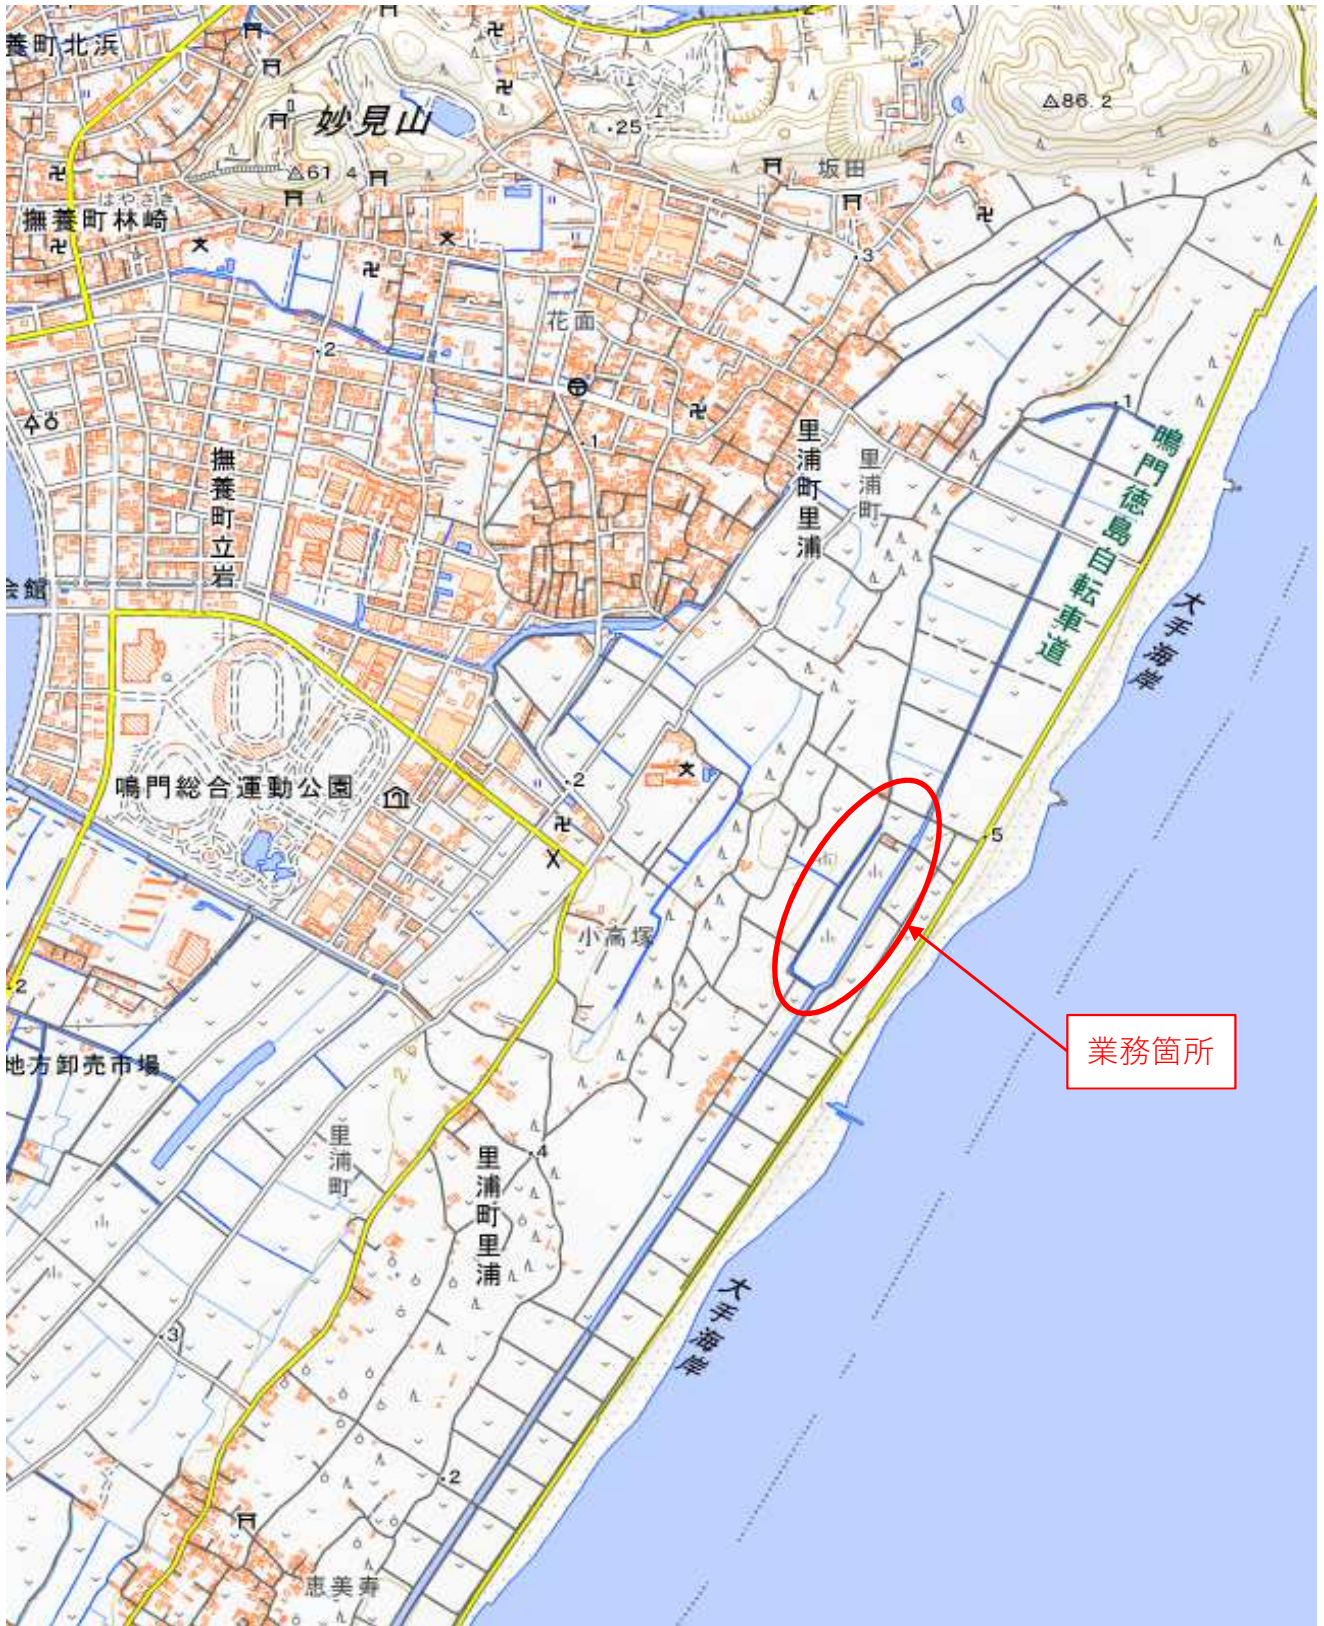 養町北浜
妙見山
86.2
25
61.4
坂田
はやさき
撫養町林崎
3
花面
2
1
1
撫養町立岩
里浦町里浦
里浦町
鳴門徳島自転車道
会館
大手海岸
鳴門総合運動公園
2
5
小高塚
2
業務箇所
地方卸売市場
2
里浦町
4
里浦町里浦
大手海岸
3
2
恵美寿